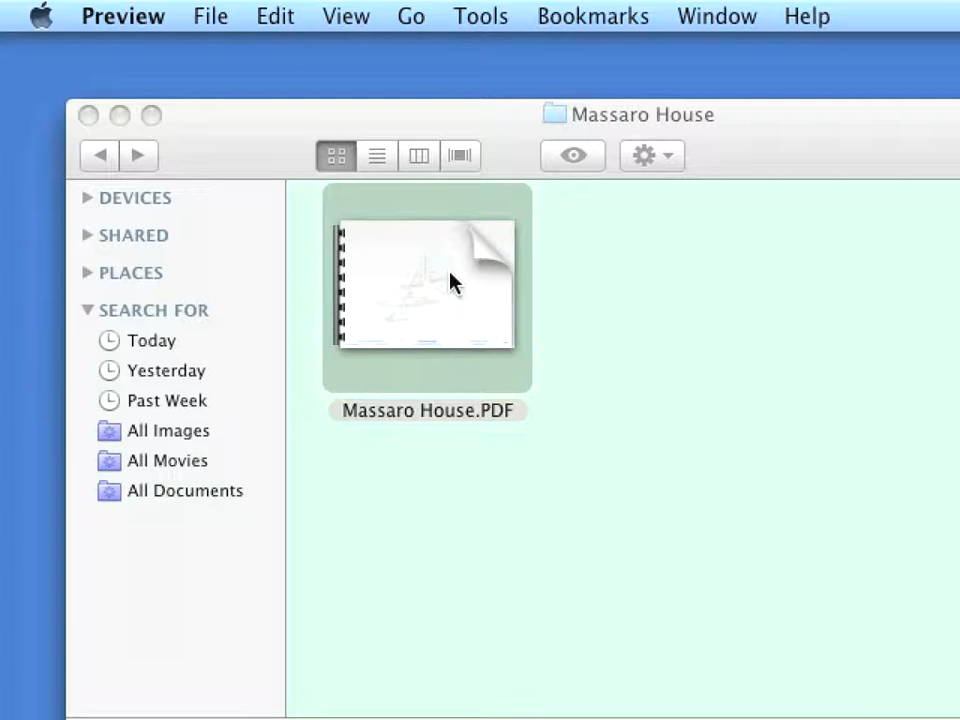 Preview File Edit View Go Tools Bookmarks Window Help
Massaro House
DEVICES
SHARED
PLACES
SEARCH FOR
Today
Yesterday
Past Week
All Images
All Movies
All Documents
Massaro House.PDF